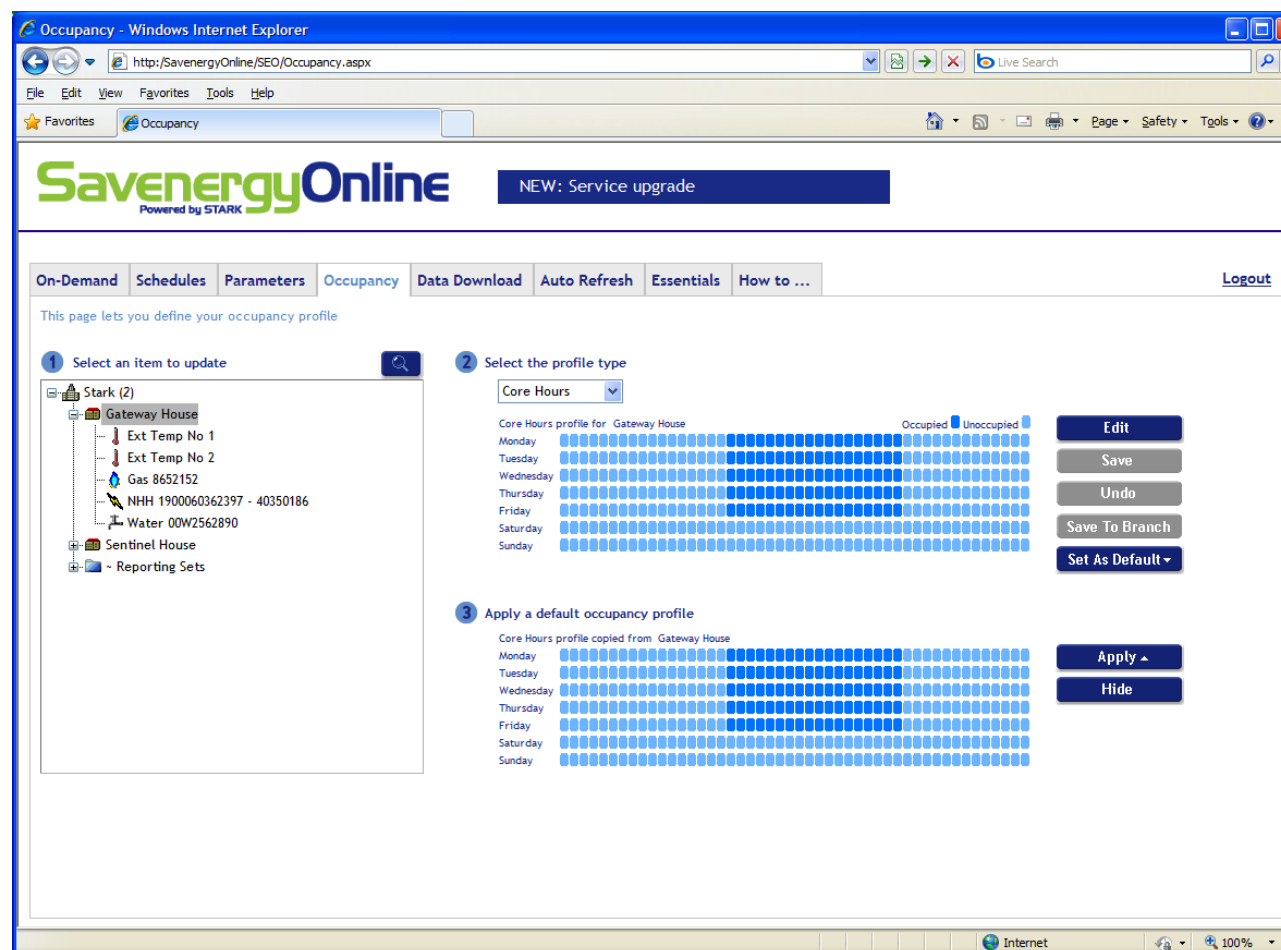 Occupancy - Windows Internet Explorer
http:/SavenergyOnline/SEO/Occupancy.aspx
Live Search
File Edit View Favorites Tools Help
Favorites Occupancy Page Safety Tools
SavenergyOnline
Powered by STARK
NEW: Service upgrade
On-Demand Schedules Parameters Occupancy Data Download Auto Refresh Essentials How to ... Logout
This page lets you define your occupancy profile
1 Select an item to update
Stark (2)
Gateway House
Ext Temp No 1
Ext Temp No 2
Gas 8652152
NHH 1900060362397 - 40350186
Water 00W2562890
Sentinel House
~ Reporting Sets
2 Select the profile type
Core Hours
Core Hours profile for Gateway House Occupied Unoccupied
Monday
Tuesday
Wednesday
Thursday
Friday
Saturday
Sunday
Edit
Save
Undo
Save To Branch
Set As Default
3 Apply a default occupancy profile
Core Hours profile copied from Gateway House
Monday
Tuesday
Wednesday
Thursday
Friday
Saturday
Sunday
Apply
Hide
Internet 100%